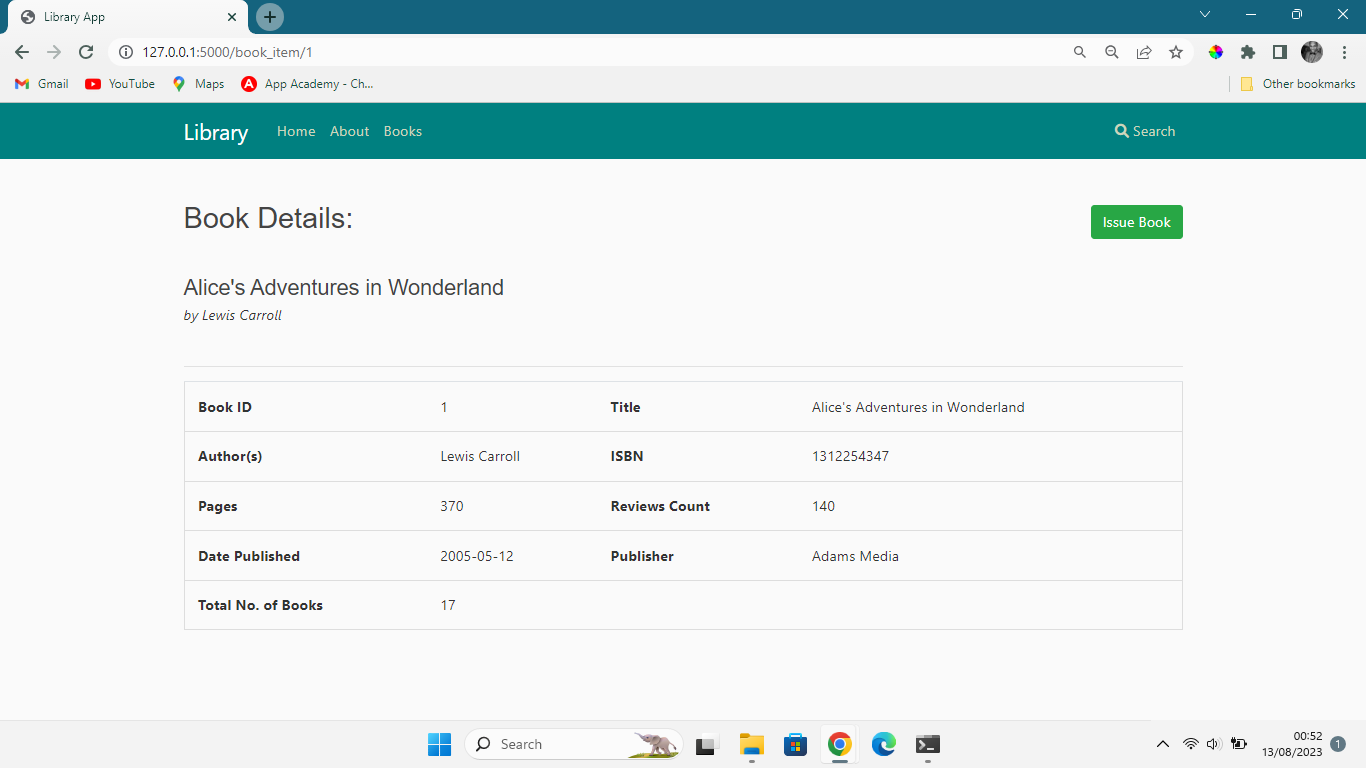 Library App
127.0.0.1:5000/book_item/1
Gmail YouTube Maps App Academy - Ch... Other bookmarks
Library Home About Books Search
Book Details: Issue Book
Alice's Adventures in Wonderland
by Lewis Carroll
Book ID 1 Title Alice's Adventures in Wonderland
Author(s) Lewis Carroll ISBN 1312254347
Pages 370 Reviews Count 140
Date Published 2005-05-12 Publisher Adams Media
Total No. of Books 17
Search 00:52
13/08/2023 1